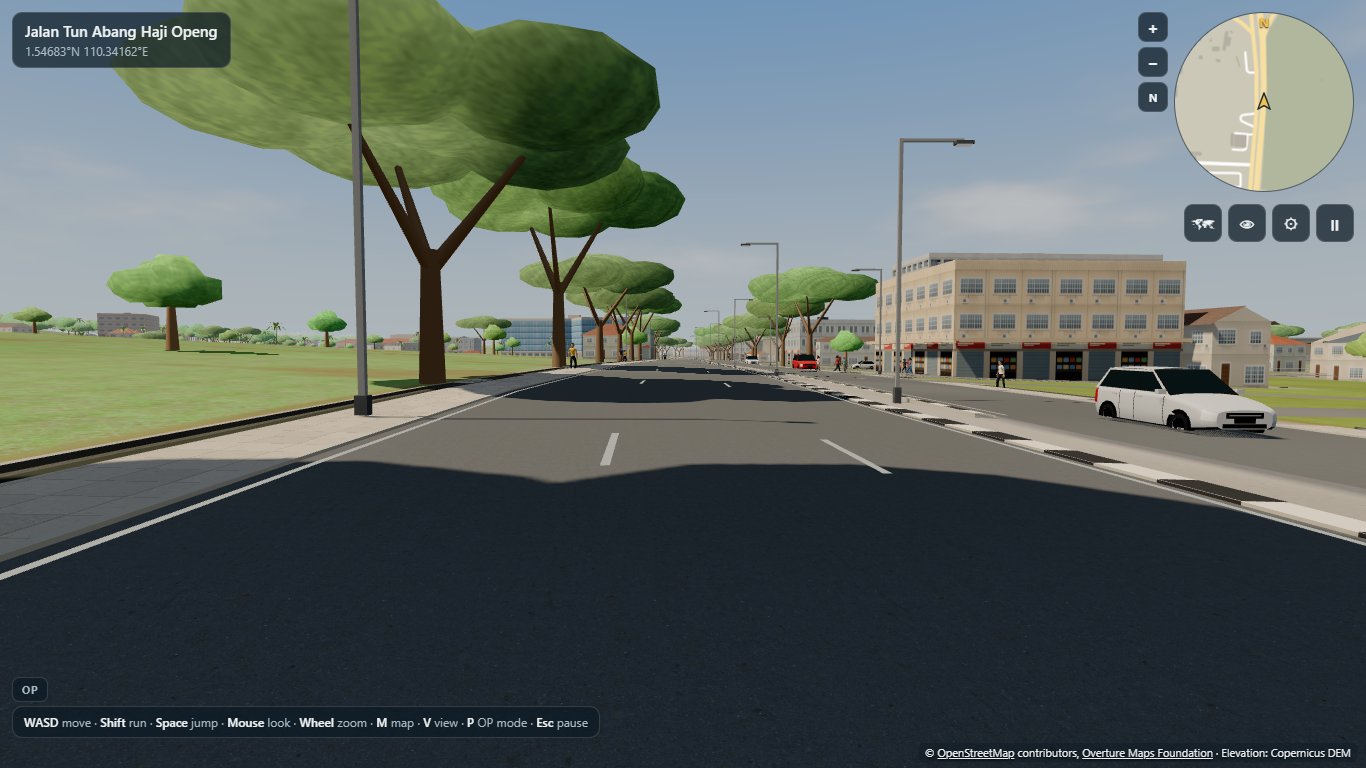 Jalan Tun Abang Haji Openg
1.54683°N 110.34162°E
+
−
N
N
OP
WASD move · Shift run · Space jump · Mouse look · Wheel zoom · M map · V view · P OP mode · Esc pause
© OpenStreetMap contributors, Overture Maps Foundation · Elevation: Copernicus DEM